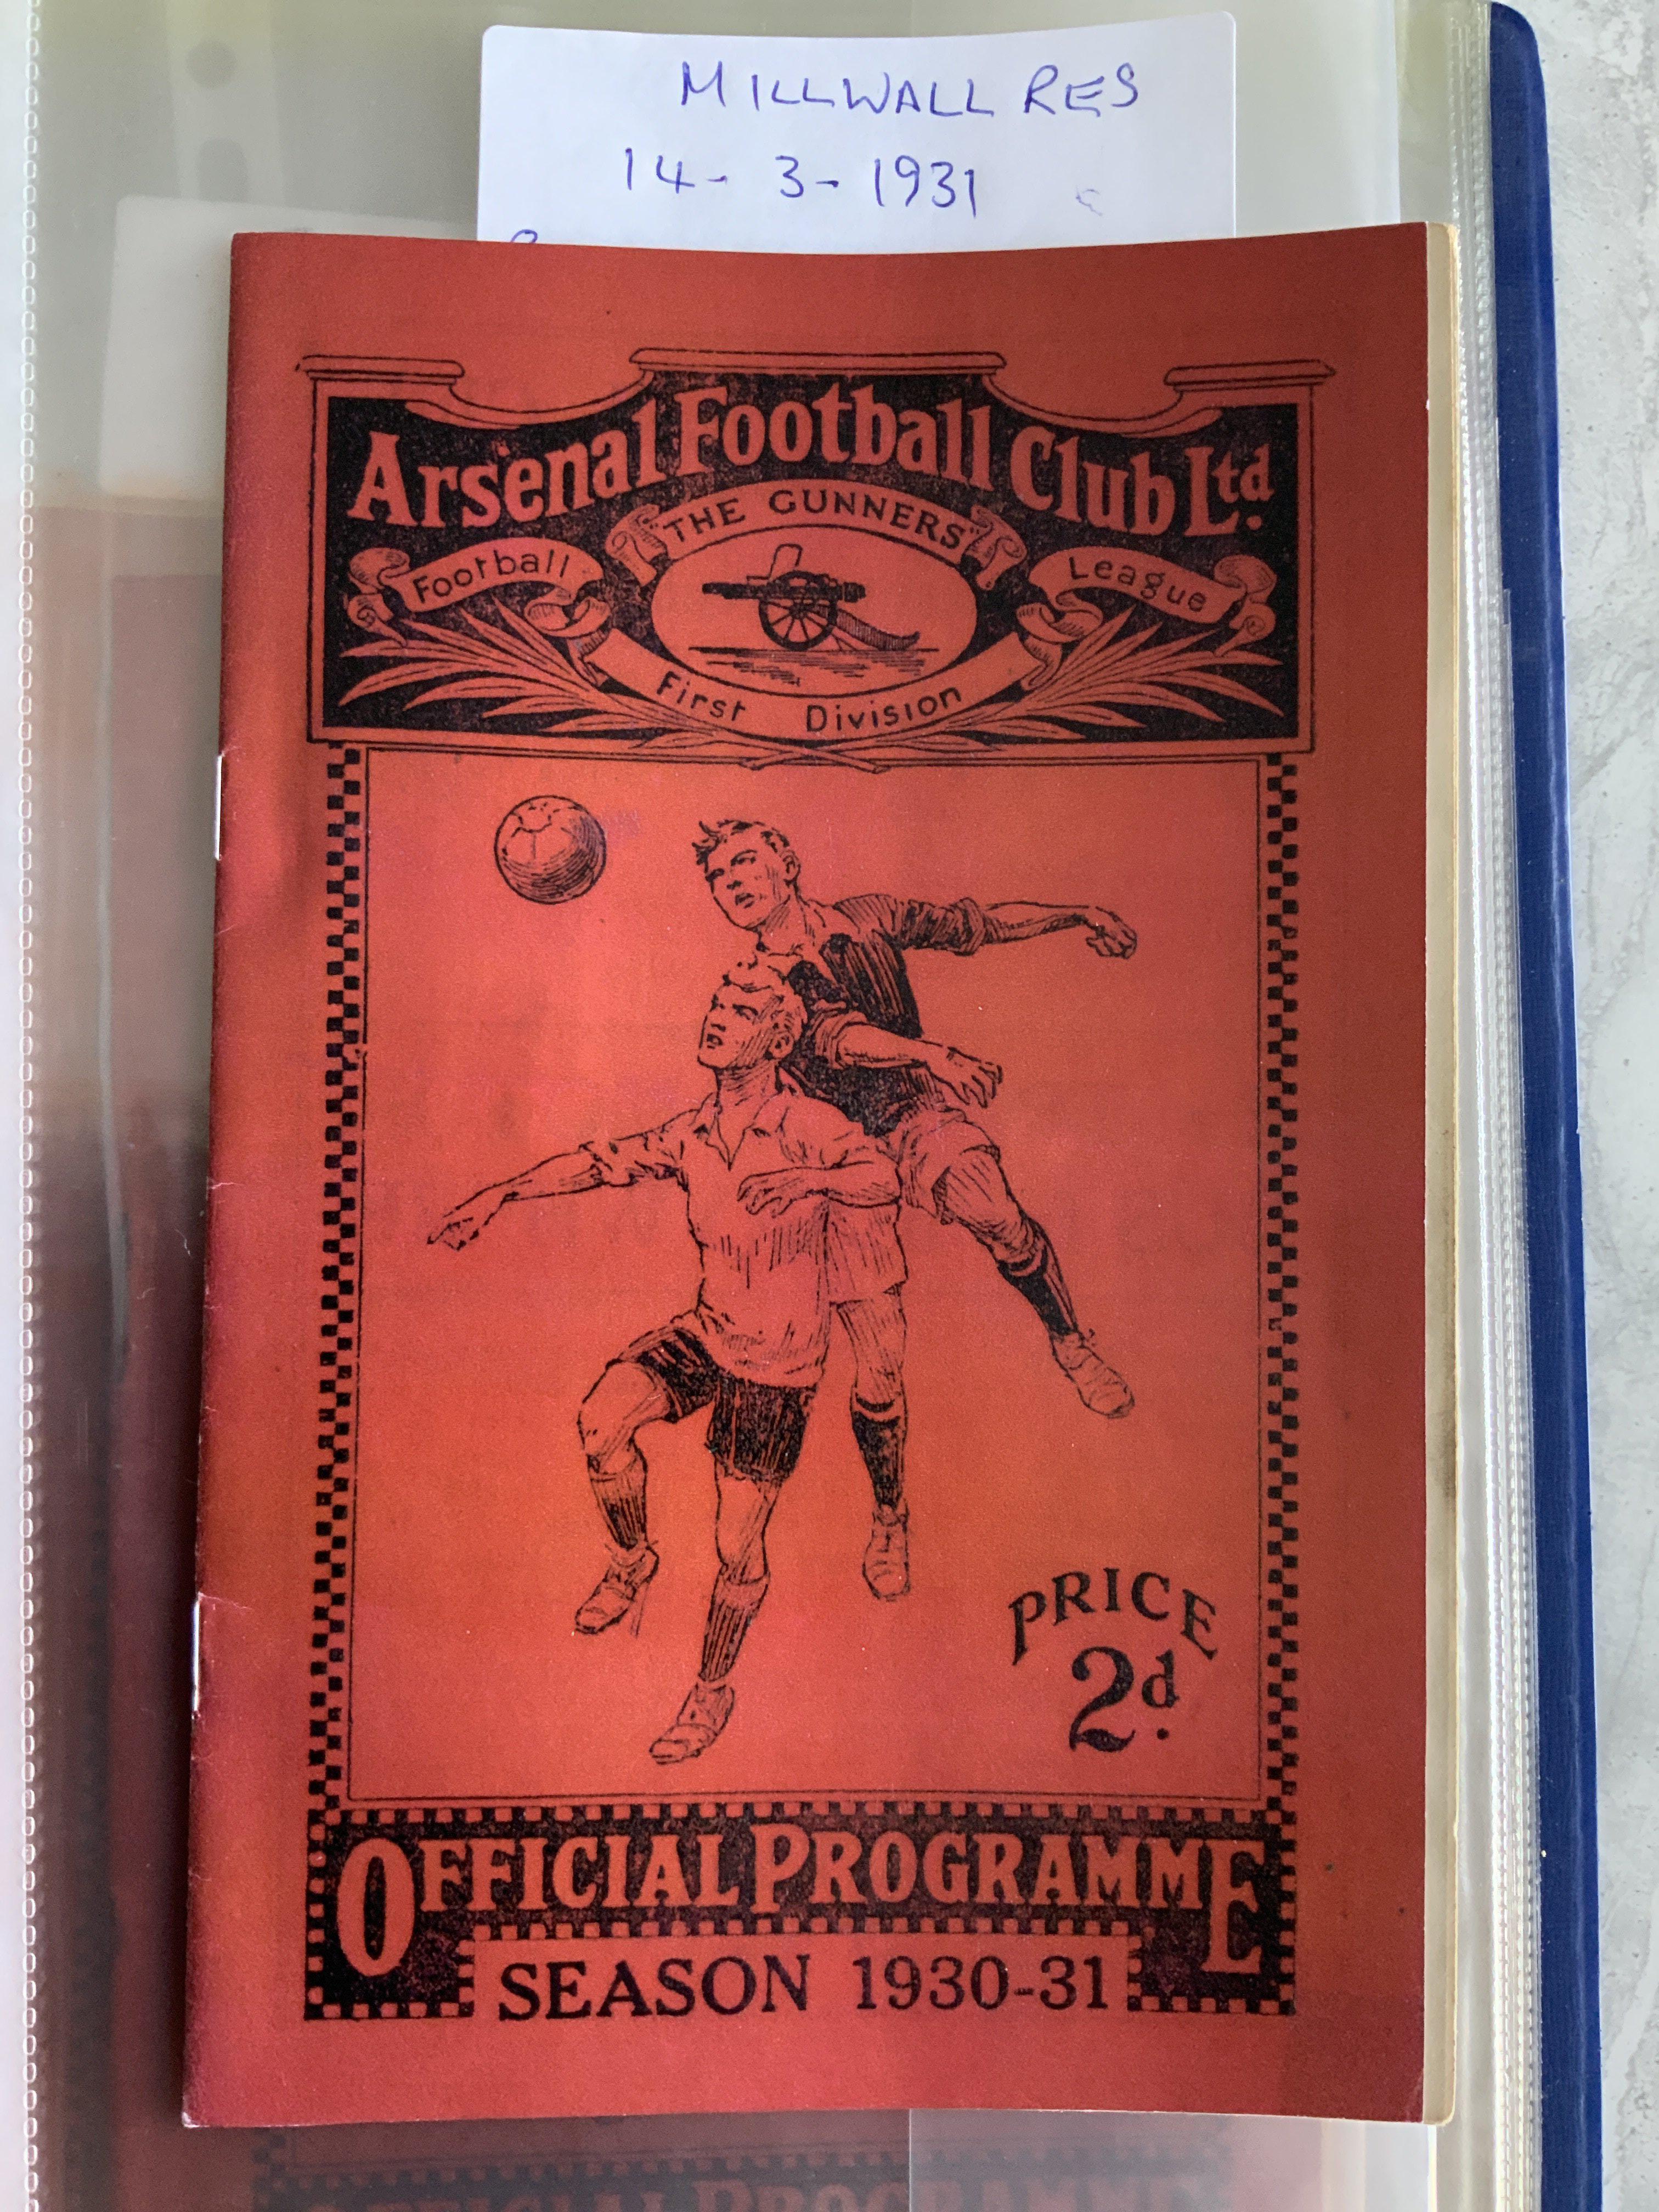 MILLWALL RES
14-3-1931
Arsenal Football Club Ltd.
"THE GUNNERS"
Football League
First Division
PRICE
2d.
OFFICIAL PROGRAMME
SEASON 1930-31